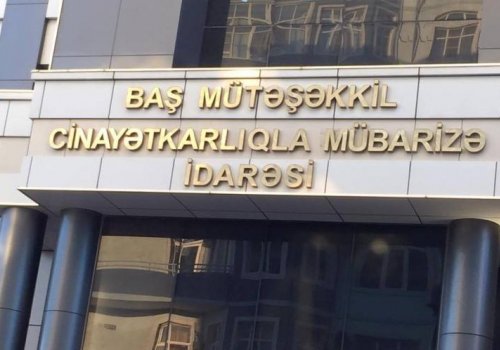 BAŞ MÜTƏŞƏKKİL
CİNAYƏTKARLIQLA MÜBARİZƏ
İDARƏSİ